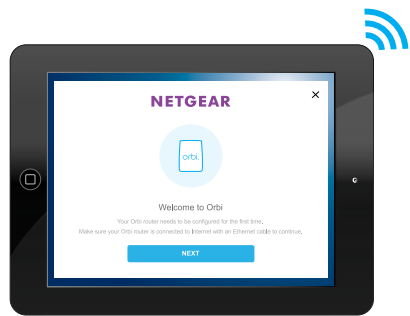 NETGEAR
orbi.
Welcome to Orbi
Your Orbi router needs to be configured for the first time.
Make sure your Orbi router is connected to Internet with an Ethernet cable to continue.
NEXT